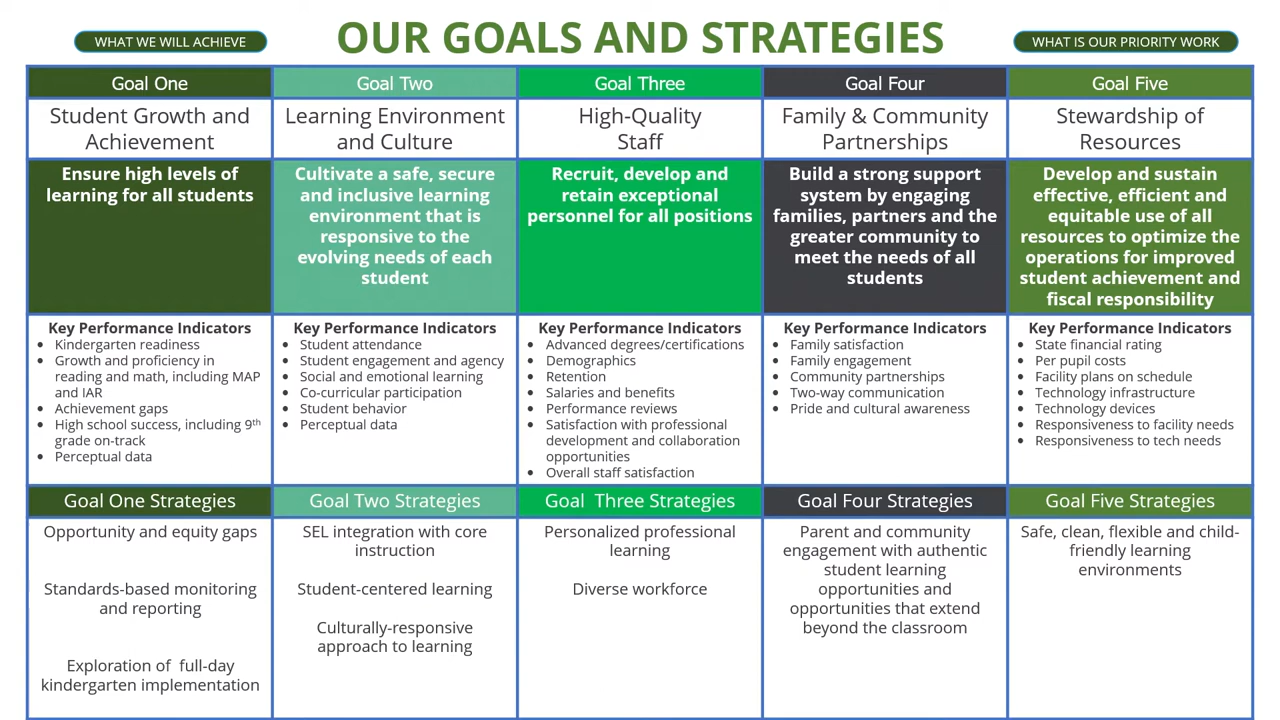 WHAT WE WILL ACHIEVE
OUR GOALS AND STRATEGIES
WHAT IS OUR PRIORITY WORK
Goal One
Student Growth and
Achievement
Ensure high levels of
learning for all students
Key Performance Indicators
• Kindergarten readiness
• Growth and proficiency in
reading and math, including MAP
and IAR
• Achievement gaps
• High school success, including 9th
grade on-track
• Perceptual data
Goal One Strategies
Opportunity and equity gaps
Standards-based monitoring
and reporting
Exploration of full-day
kindergarten implementation
Goal Two
Learning Environment
and Culture
Cultivate a safe, secure
and inclusive learning
environment that is
responsive to the
evolving needs of each
student
Key Performance Indicators
• Student attendance
• Student engagement and agency
• Social and emotional learning
• Co-curricular participation
• Student behavior
• Perceptual data
Goal Two Strategies
SEL integration with core
instruction
Student-centered learning
Culturally-responsive
approach to learning
Goal Three
High-Quality
Staff
Recruit, develop and
retain exceptional
personnel for all positions
Key Performance Indicators
• Advanced degrees/certifications
• Demographics
• Retention
• Salaries and benefits
• Performance reviews
• Satisfaction with professional
development and collaboration
opportunities
• Overall staff satisfaction
Goal Three Strategies
Personalized professional
learning
Diverse workforce
Goal Four
Family & Community
Partnerships
Build a strong support
system by engaging
families, partners and the
greater community to
meet the needs of all
students
Key Performance Indicators
• Family satisfaction
• Family engagement
• Community partnerships
• Two-way communication
• Pride and cultural awareness
Goal Four Strategies
Parent and community
engagement with authentic
student learning
opportunities and
opportunities that extend
beyond the classroom
Goal Five
Stewardship of
Resources
Develop and sustain
effective, efficient and
equitable use of all
resources to optimize the
operations for improved
student achievement and
fiscal responsibility
Key Performance Indicators
• State financial rating
• Per pupil costs
• Facility plans on schedule
• Technology infrastructure
• Technology devices
• Responsiveness to facility needs
• Responsiveness to tech needs
Goal Five Strategies
Safe, clean, flexible and child-
friendly learning
environments